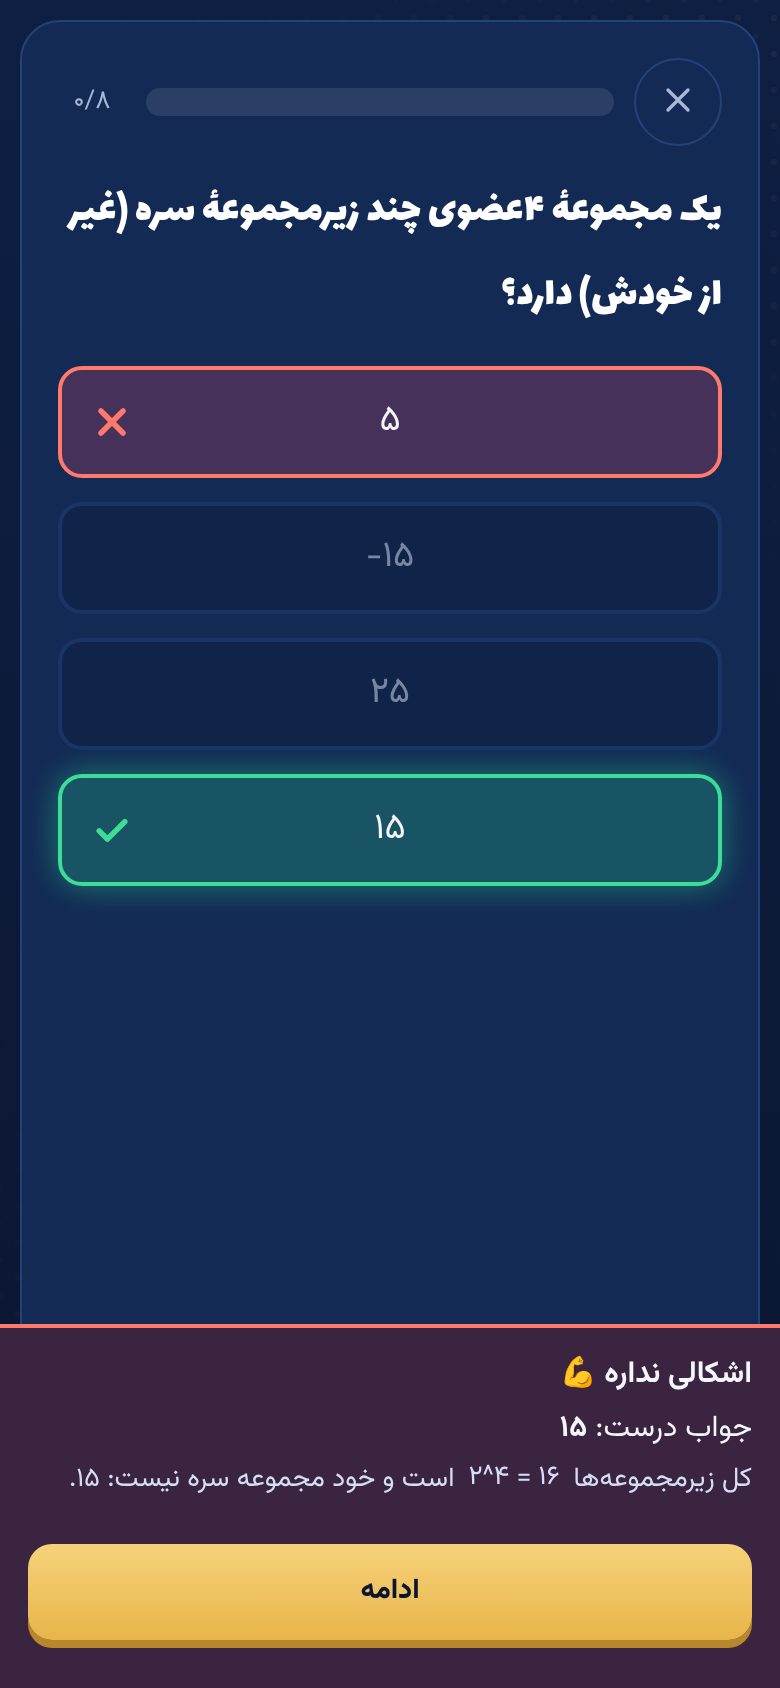 ۰/۸
یک مجموعهٔ ۴عضوی چند زیرمجموعهٔ سره (غیر
از خودش) دارد؟
۵
-۱۵
۲۵
۱۵
اشکالی نداره 💪
جواب درست: ۱۵
کل زیرمجموعه‌ها ۲^۴ = ۱۶ است و خود مجموعه سره نیست: ۱۵.
ادامه